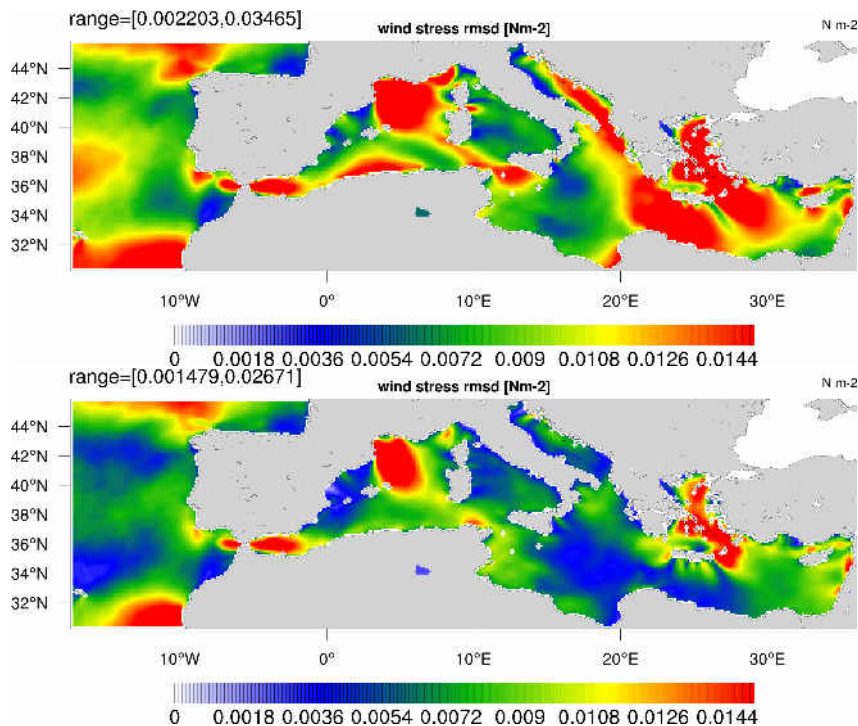 range=[0.002203,0.03465]
wind stress rmsd [Nm-2]
N m-2
44°N
42°N
40°N
38°N
36°N
34°N
32°N
10°W 0° 10°E 20°E 30°E
0 0.0018 0.0036 0.0054 0.0072 0.009 0.0108 0.0126 0.0144
range=[0.001479,0.02671]
wind stress rmsd [Nm-2]
N m-2
44°N
42°N
40°N
38°N
36°N
34°N
32°N
10°W 0° 10°E 20°E 30°E
0 0.0018 0.0036 0.0054 0.0072 0.009 0.0108 0.0126 0.0144